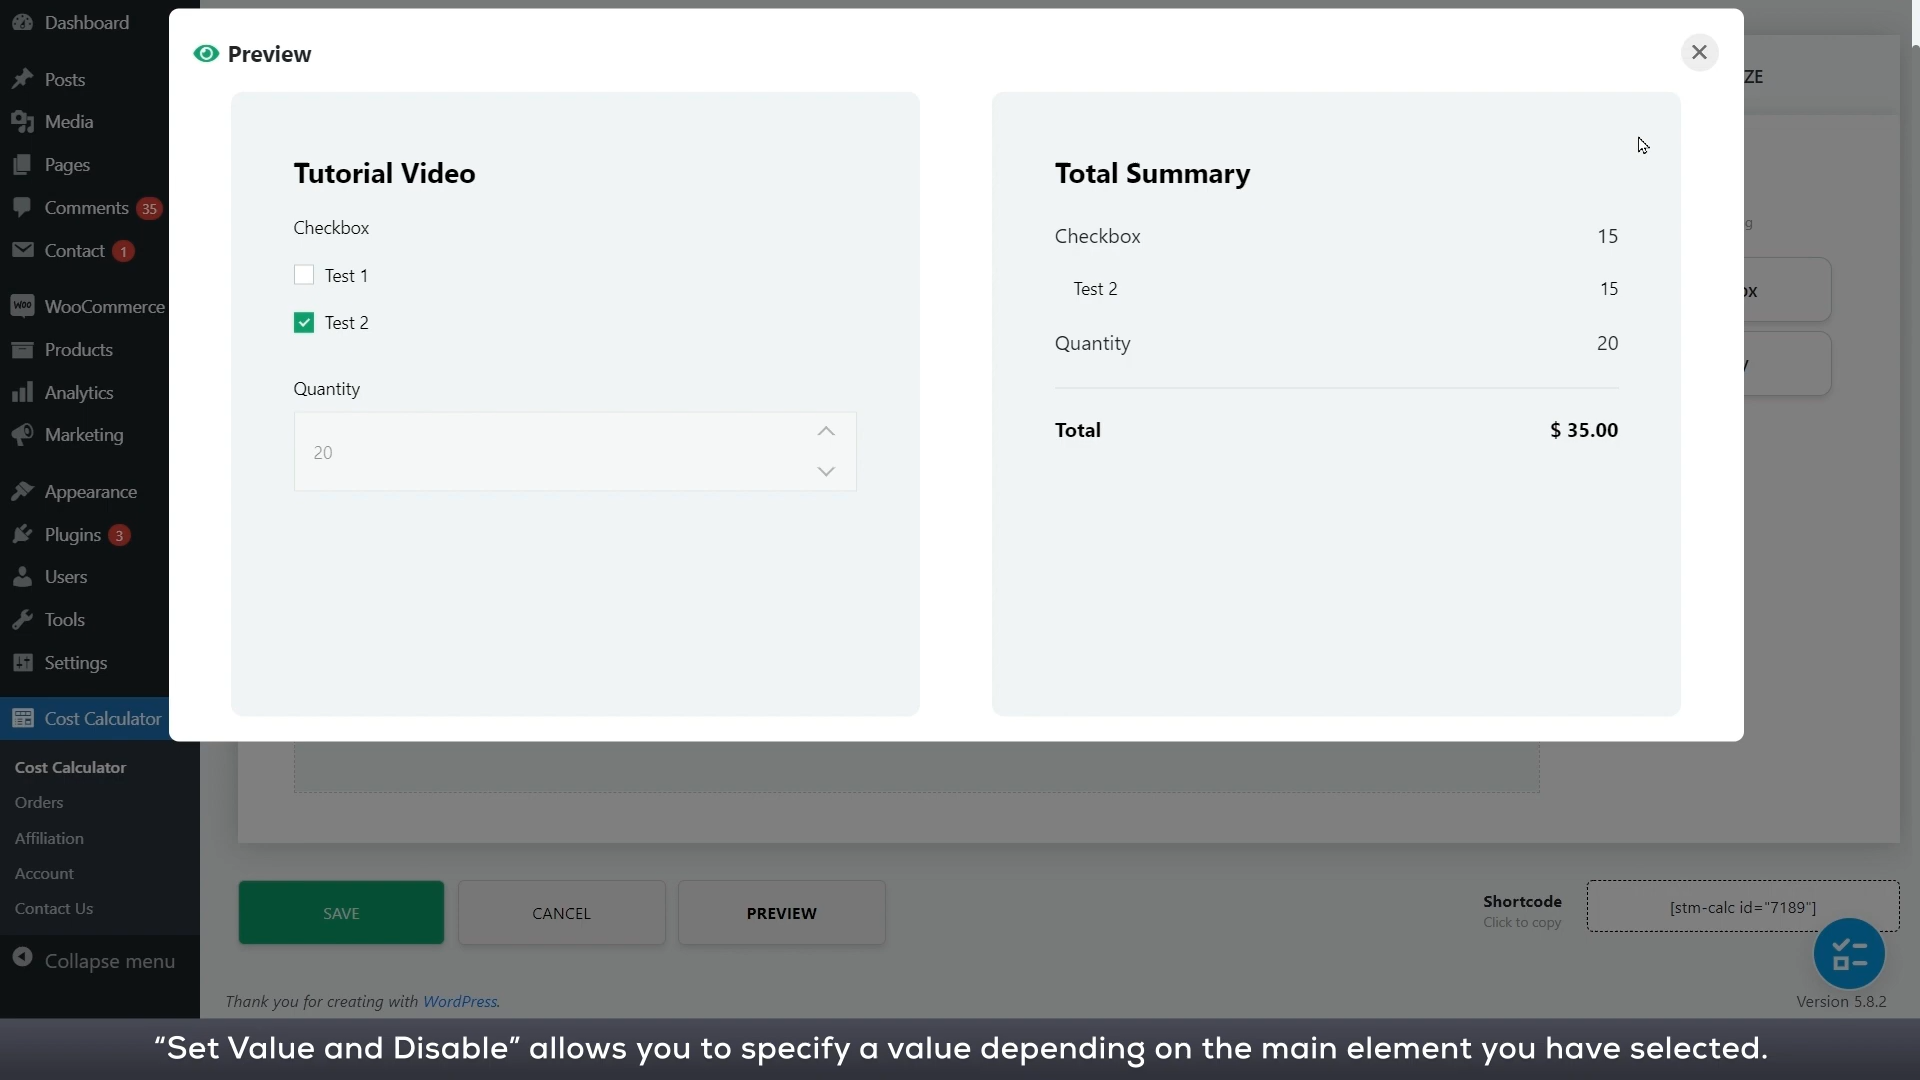 Dashboard
Posts
Media
Pages
Comments 35
Contact 1
WOO WooCommerce
Products
Analytics
Marketing
Appearance
Plugins 3
Users
Tools
Settings
Cost Calculator
Cost Calculator
Orders
Affiliation
Account
Contact Us
Collapse menu
Preview
Tutorial Video
Checkbox
Test 1
Test 2
Quantity
20
Total Summary
Checkbox 15
Test 2 15
Quantity 20
Total $ 35.00
ZE
g
ox
y
SAVE
CANCEL
PREVIEW
Shortcode
Click to copy
[stm-calc id="7189"]
Thank you for creating with WordPress.
Version 5.8.2
“Set Value and Disable” allows you to specify a value depending on the main element you have selected.